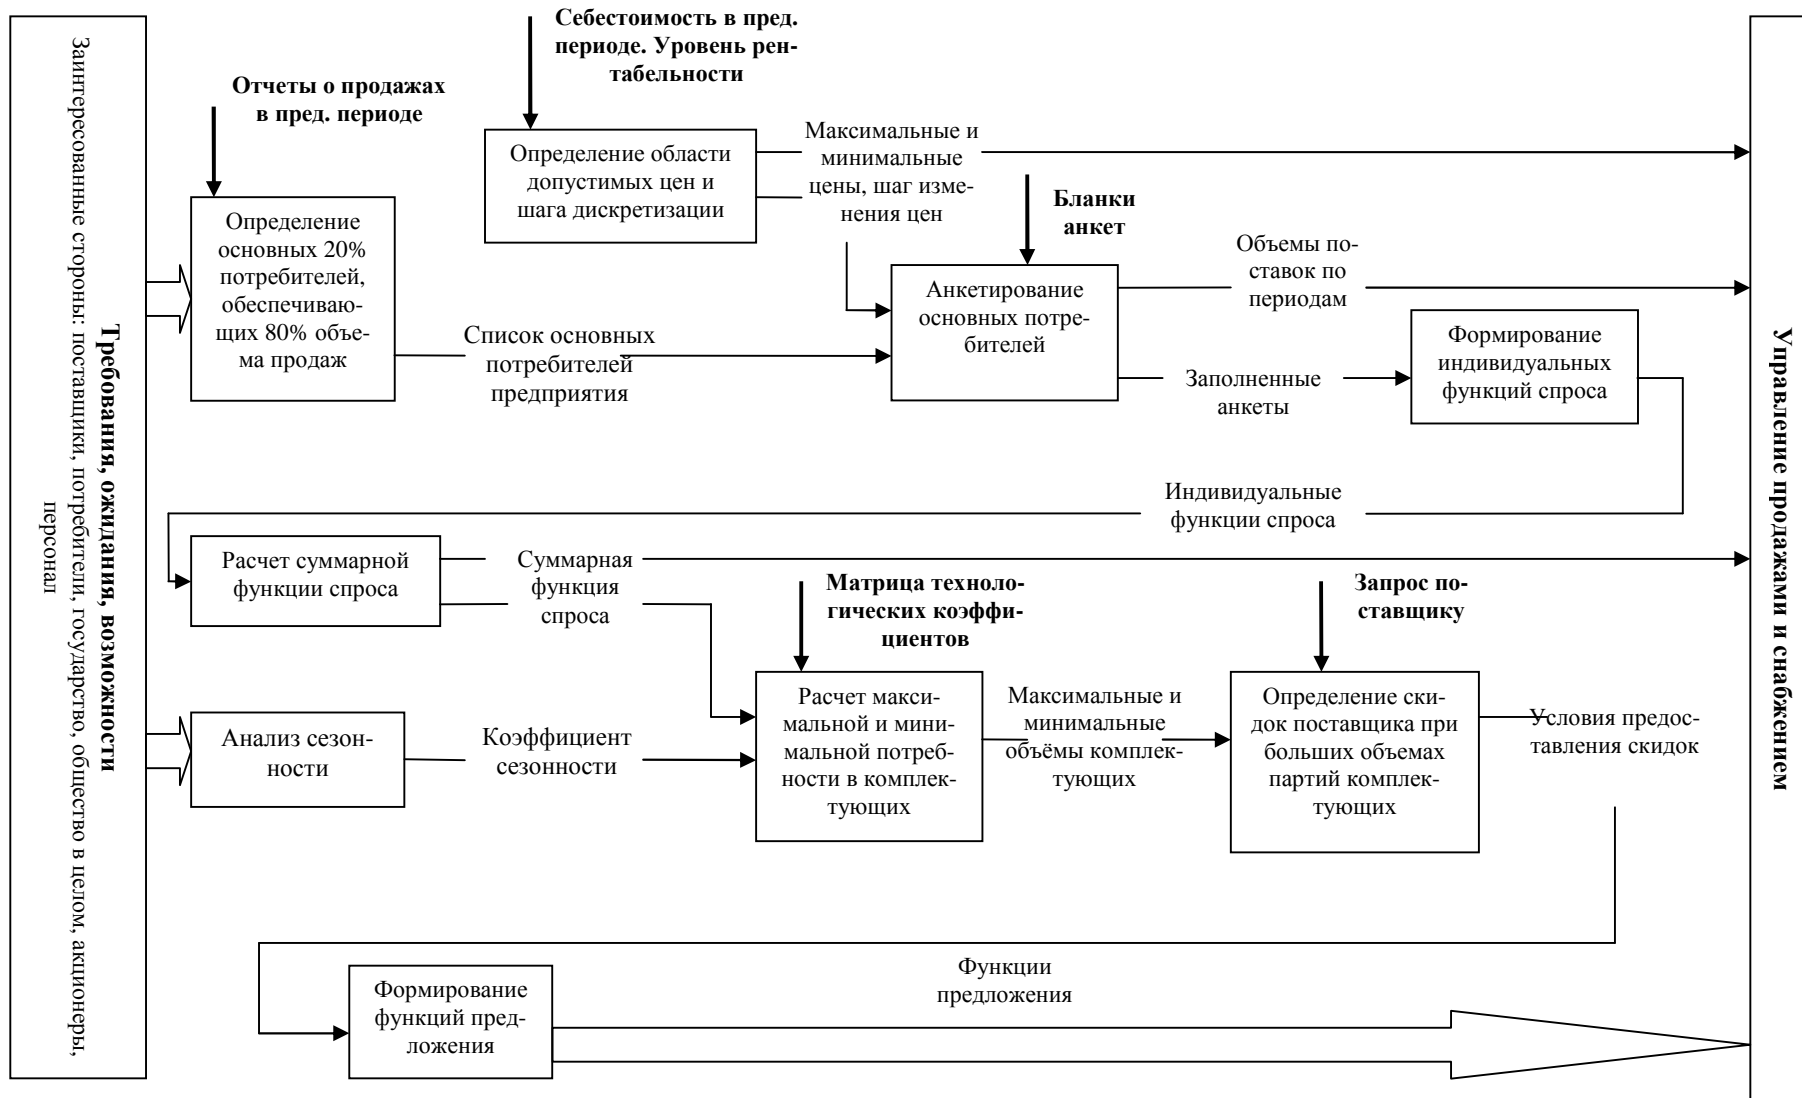 Требования, ожидания, возможности
Заинтересованные стороны: поставщики, потребители, государство, общество в целом, акционеры,
персонал
Себестоимость в пред.
периоде. Уровень рен-
табельности
Отчеты о продажах
в пред. периоде
Определение области
допустимых цен и
шага дискретизации
Максимальные и
минимальные
цены, шаг изме-
нения цен
Бланки
анкет
Определение
основных 20%
потребителей,
обеспечиваю-
щих 80% объе-
ма продаж
Список основных
потребителей
предприятия
Анкетирование
основных потре-
бителей
Объемы по-
ставок по
периодам
Заполненные
анкеты
Формирование
индивидуальных
функций спроса
Индивидуальные
функции спроса
Расчет суммарной
функции спроса
Суммарная
функция
спроса
Матрица техноло-
гических коэффи-
циентов
Запрос по-
ставщику
Анализ сезон-
ности
Коэффициент
сезонности
Расчет макси-
мальной и мини-
мальной потреб-
ности в комплек-
тующих
Максимальные и
минимальные
объёмы комплек-
тующих
Определение ски-
док поставщика при
больших объемах
партий комплек-
тующих
Условия предос-
тавления скидок
Формирование
функций пред-
ложения
Функции
предложения
Управление продажами и снабжением